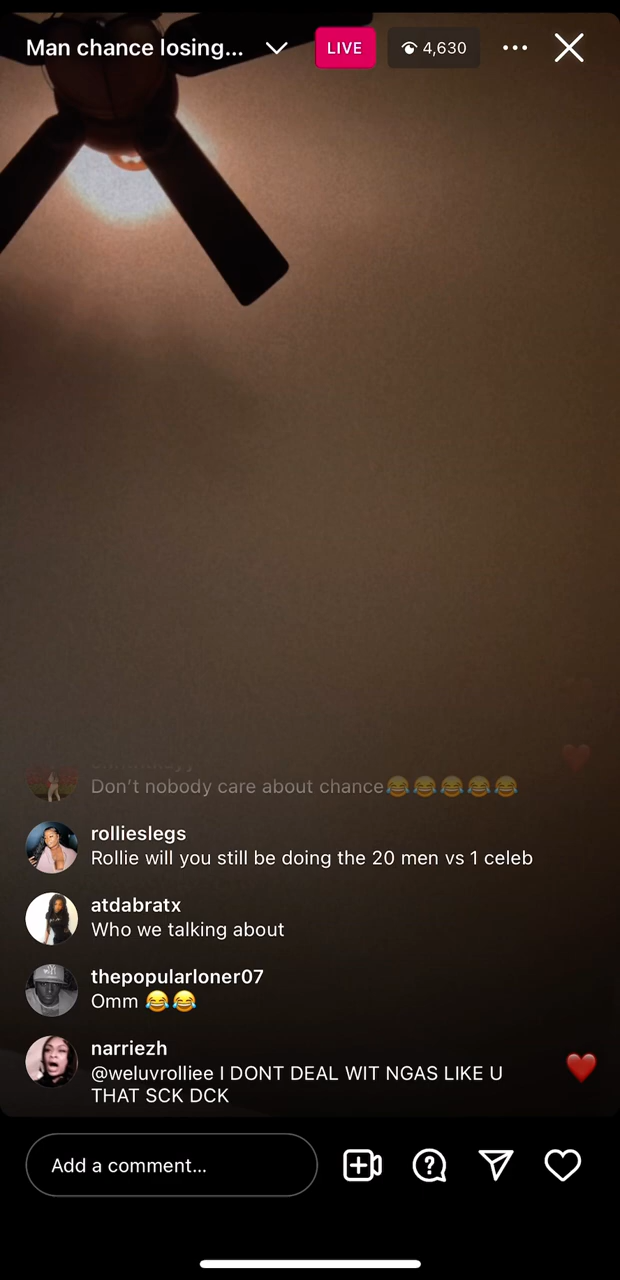 Man chance losing...
LIVE
4,630
Don't nobody care about chance😂😂😂😂😂
rollieslegs
Rollie will you still be doing the 20 men vs 1 celeb
atdabratx
Who we talking about
thepopularloner07
Omm 😂😂
narriezh
@weluvrolliee I DONT DEAL WIT NGAS LIKE U
THAT SCK DCK
Add a comment...